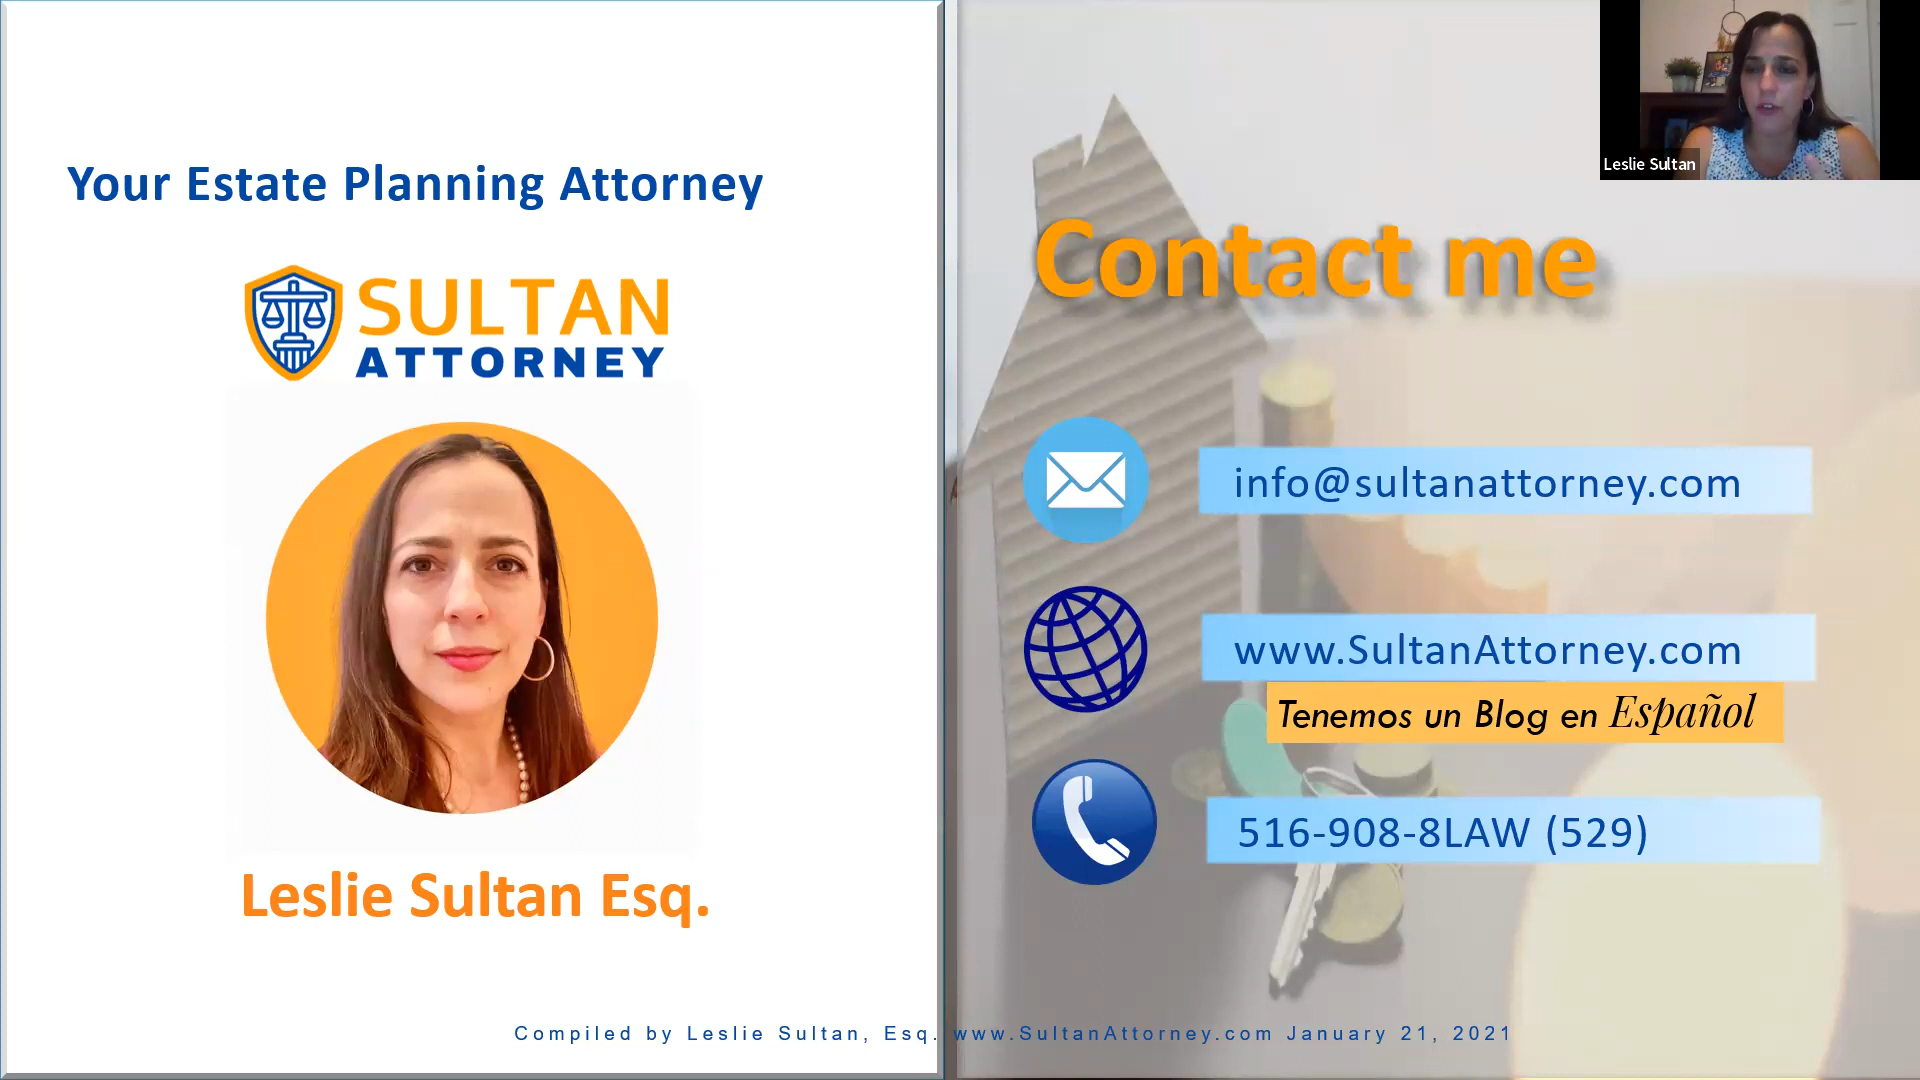 Your Estate Planning Attorney
SULTAN
ATTORNEY
Leslie Sultan Esq.
Leslie Sultan
Contact me
info@sultanattorney.com
www.SultanAttorney.com
Tenemos un Blog en Español
516-908-8LAW (529)
Compiled by Leslie Sultan, Esq. www.SultanAttorney.com January 21, 2021